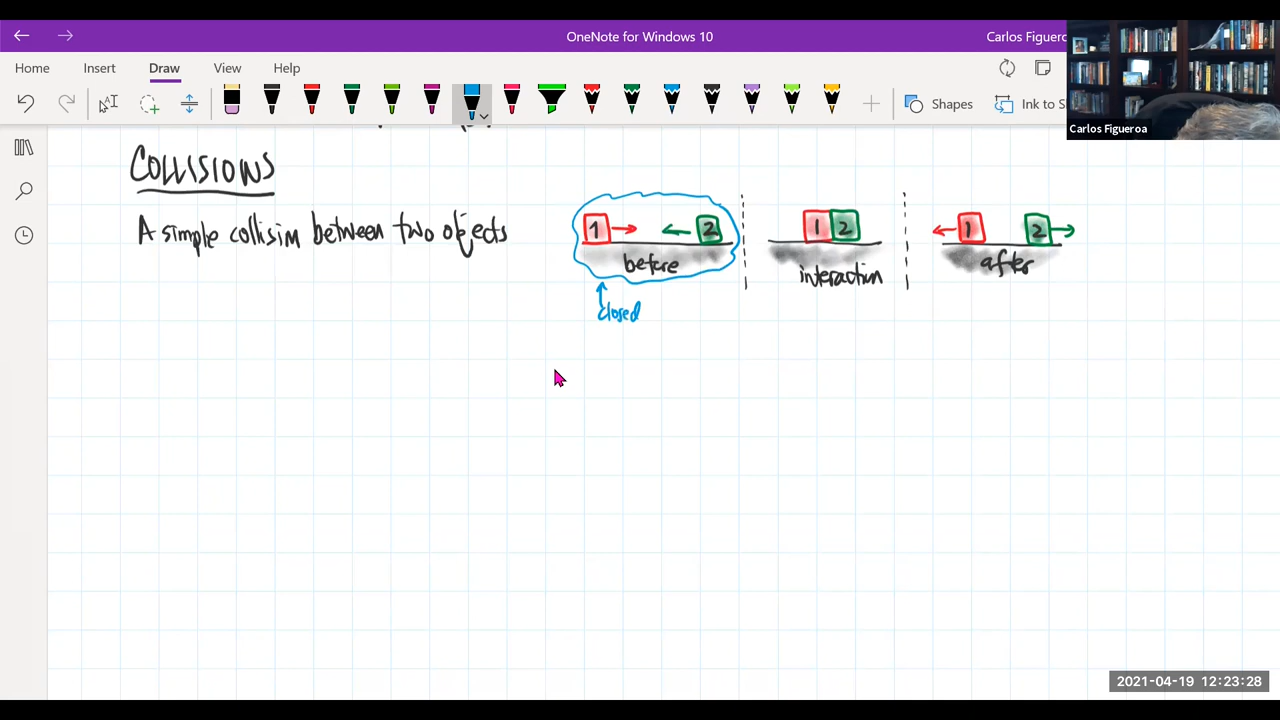 OneNote for Windows 10
Carlos Figuero
Home Insert Draw View Help
Shapes
Ink to S
Carlos Figueroa
COLLISIONS
A simple collision between two objects
1 2
before
closed
1 2
interaction
1 2
after
2021-04-19 12:23:28